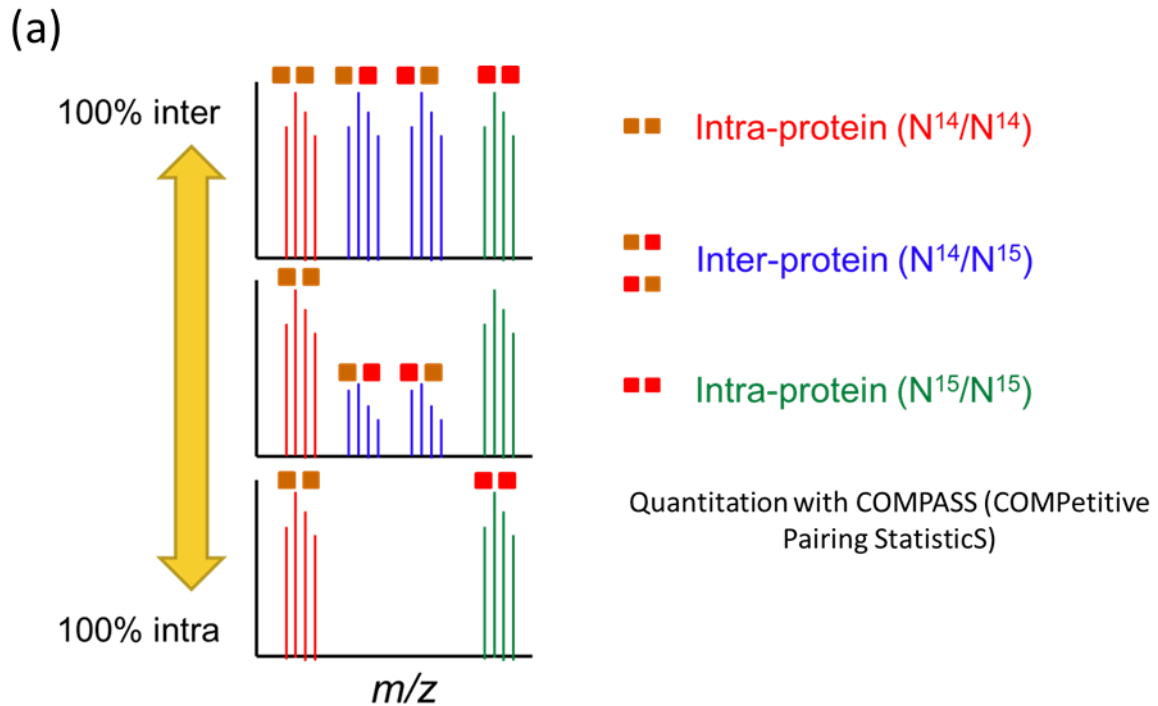 (a)
100% inter
100% intra
m/z
Intra-protein (N¹⁴/N¹⁴)
Inter-protein (N¹⁴/N¹⁵)
Intra-protein (N¹⁵/N¹⁵)
Quantitation with COMPASS (COMPetitive
Pairing StatisticS)